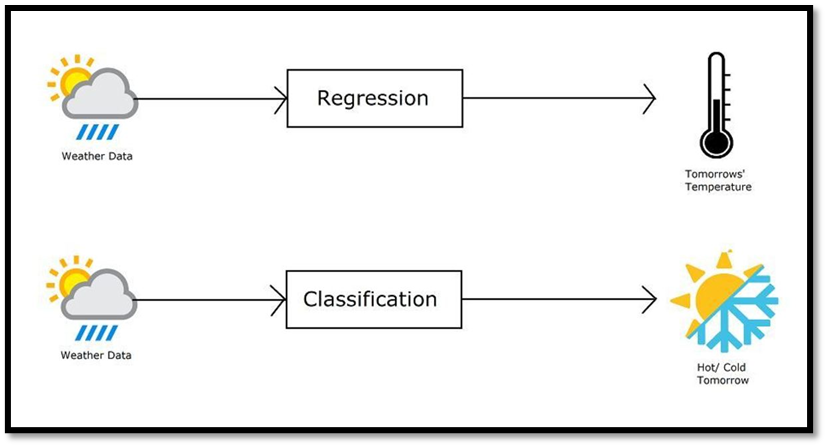 Regression
Weather Data
Tomorrows'
Temperature
Classification
Weather Data
Hot/ Cold
Tomorrow